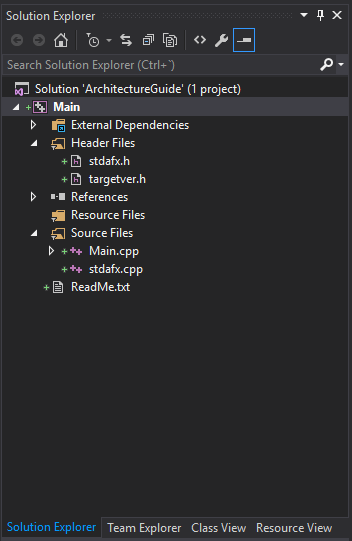 Solution Explorer
Search Solution Explorer (Ctrl+¨)
Solution 'ArchitectureGuide' (1 project)
Main
External Dependencies
Header Files
stdafx.h
targetver.h
References
Resource Files
Source Files
Main.cpp
stdafx.cpp
ReadMe.txt
Solution Explorer Team Explorer Class View Resource View